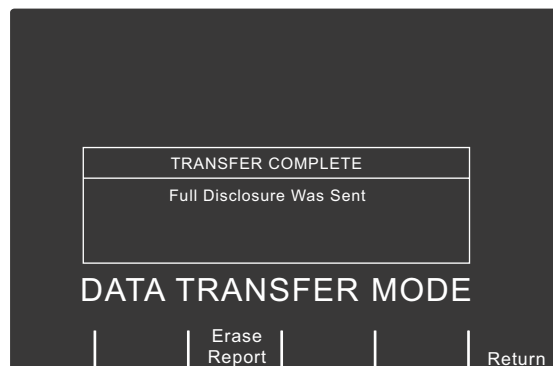 TRANSFER COMPLETE
Full Disclosure Was Sent
DATA TRANSFER MODE
Erase
Report
Return